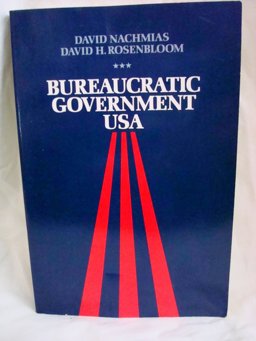 DAVID NACHMIAS
DAVID H. ROSENBLOOM
★★★
BUREAUCRATIC
GOVERNMENT
USA